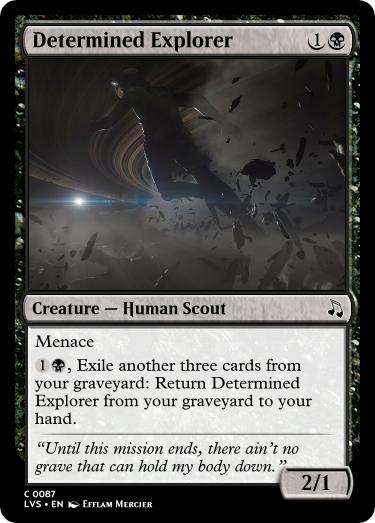 Determined Explorer 1
Creature — Human Scout
Menace
1, Exile another three cards from
your graveyard: Return Determined
Explorer from your graveyard to your
hand.
“Until this mission ends, there ain't no
grave that can hold my body down.”
2/1
C 0087
LVS • EN Efflam Mercier